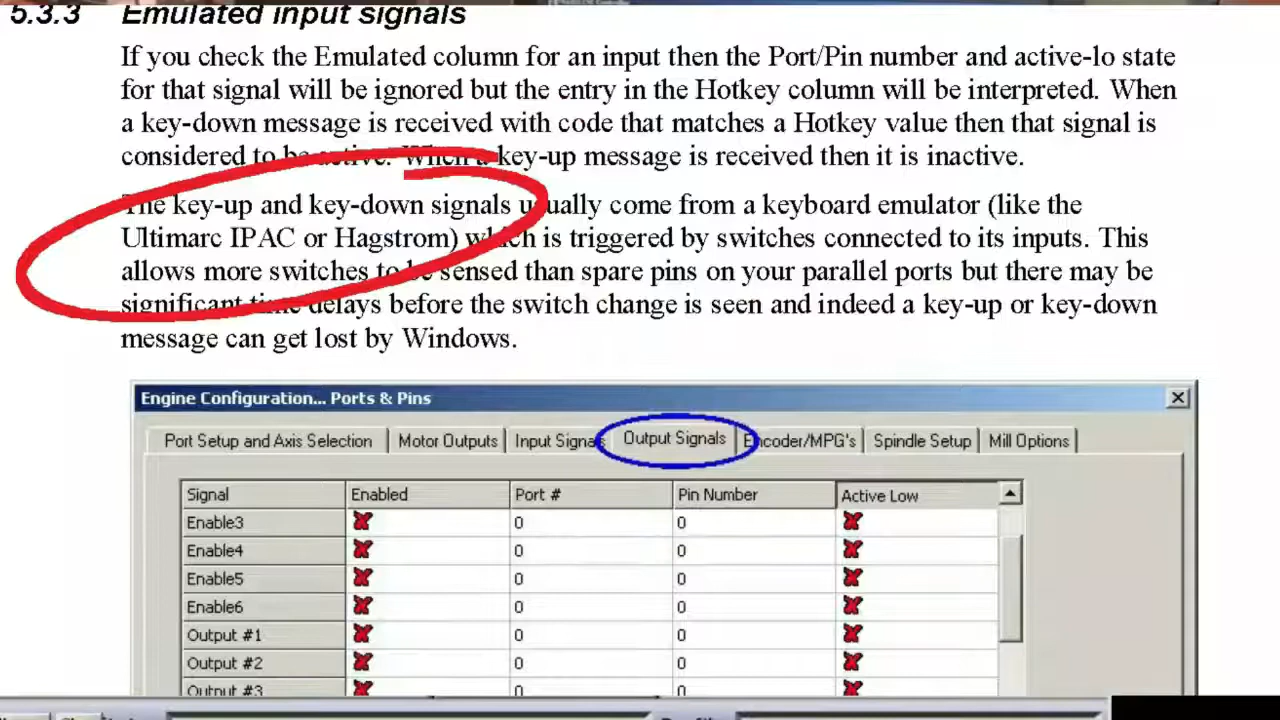 5.3.3 Emulated input signals
If you check the Emulated column for an input then the Port/Pin number and active-lo state
for that signal will be ignored but the entry in the Hotkey column will be interpreted. When
a key-down message is received with code that matches a Hotkey value then that signal is
considered to be active. When a key-up message is received then it is inactive.
The key-up and key-down signals usually come from a keyboard emulator (like the
Ultimarc IPAC or Hagstrom) which is triggered by switches connected to its inputs. This
allows more switches to be sensed than spare pins on your parallel ports but there may be
significant time delays before the switch change is seen and indeed a key-up or key-down
message can get lost by Windows.
Engine Configuration... Ports & Pins
Port Setup and Axis Selection Motor Outputs Input Signals Output Signals Encoder/MPG's Spindle Setup Mill Options
Signal Enabled Port # Pin Number Active Low
Enable3 0 0
Enable4 0 0
Enable5 0 0
Enable6 0 0
Output #1 0 0
Output #2 0 0
Output #3 0 0